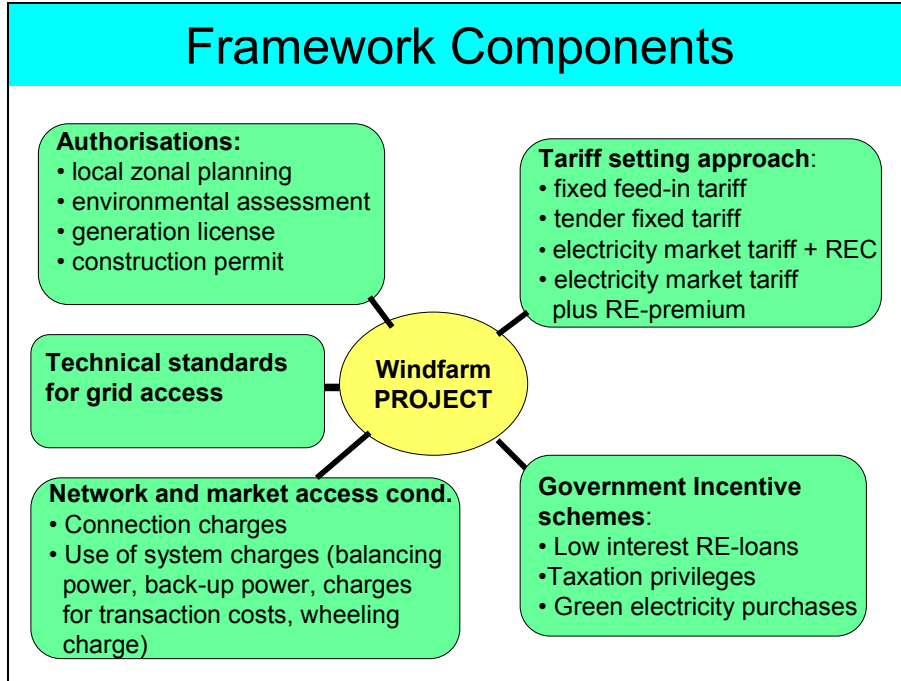 Framework Components
Authorisations:
• local zonal planning
• environmental assessment
• generation license
• construction permit
Tariff setting approach:
• fixed feed-in tariff
• tender fixed tariff
• electricity market tariff + REC
• electricity market tariff
plus RE-premium
Technical standards
for grid access
Windfarm
PROJECT
Network and market access cond.
• Connection charges
• Use of system charges (balancing
power, back-up power, charges
for transaction costs, wheeling
charge)
Government Incentive
schemes:
• Low interest RE-loans
•Taxation privileges
• Green electricity purchases